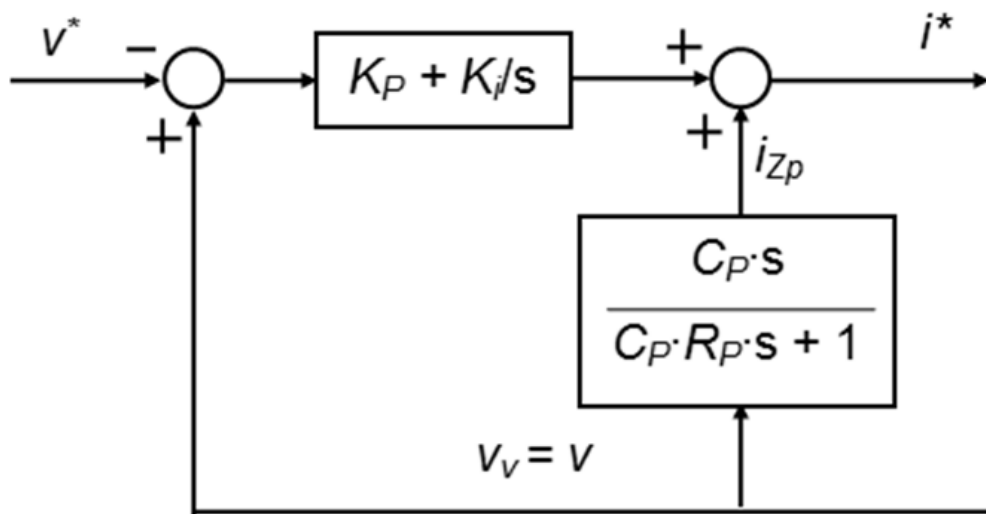 v* − + K_P + K_i/s + + i*
i_Zp
C_P·s
C_P·R_P·s + 1
v_v = v